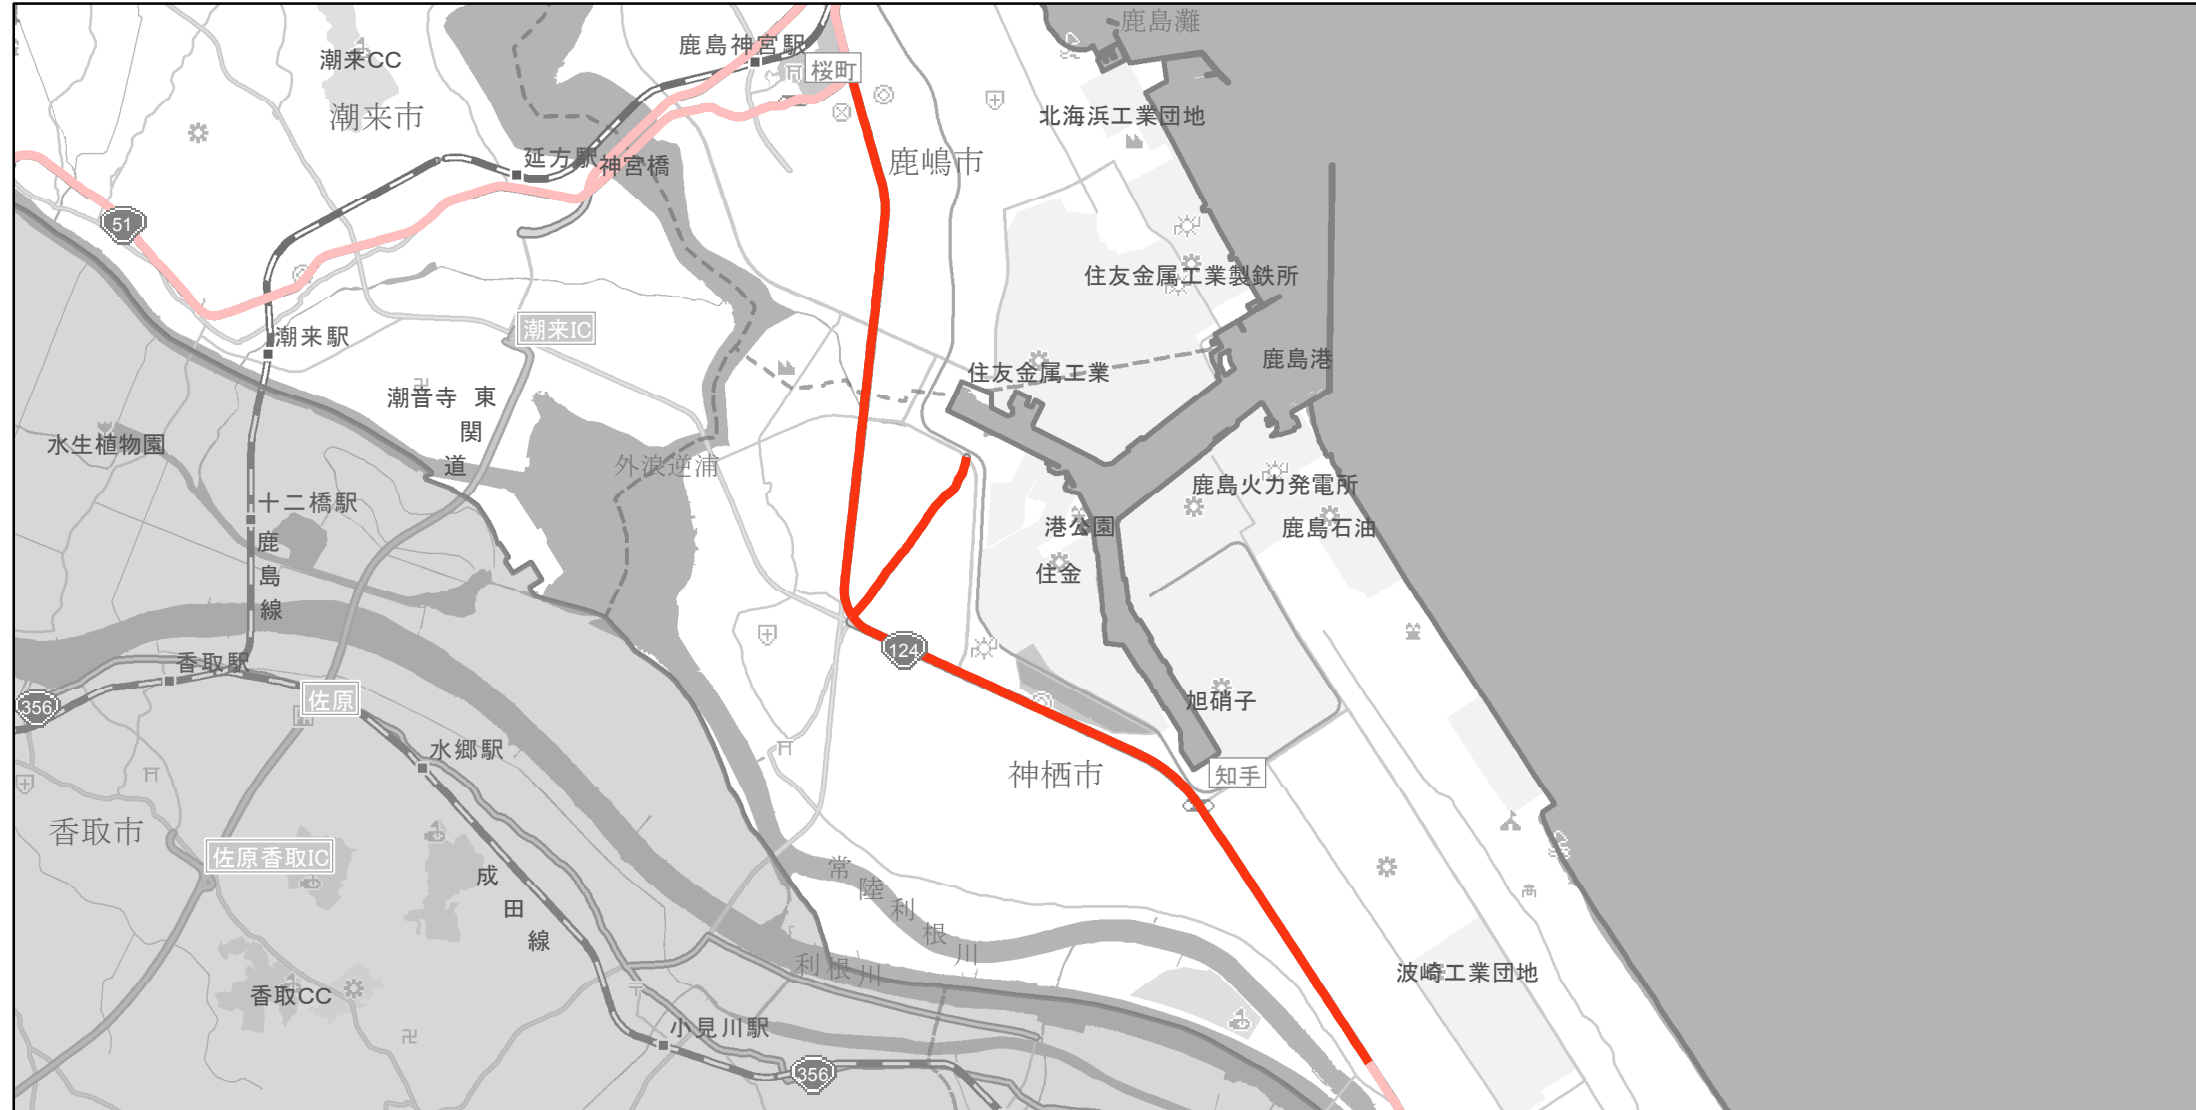 鹿島灘
鹿島神宮駅
潮来CC
桜町
潮来市
北海浜工業団地
延方駅
神宮橋
鹿嶋市
51
住友金属工業製鉄所
潮来IC
潮来駅
鹿島港
住友金属工業
潮音寺
東関道
水生植物園
外浪逆浦
鹿島火力発電所
十二橋駅
港公園
鹿島石油
鹿島線
住金
124
香取駅
佐原
356
旭硝子
水郷駅
神栖市
知手
香取市
佐原香取IC
常陸利根川
成田線
利根川
波崎工業団地
香取CC
小見川駅
356